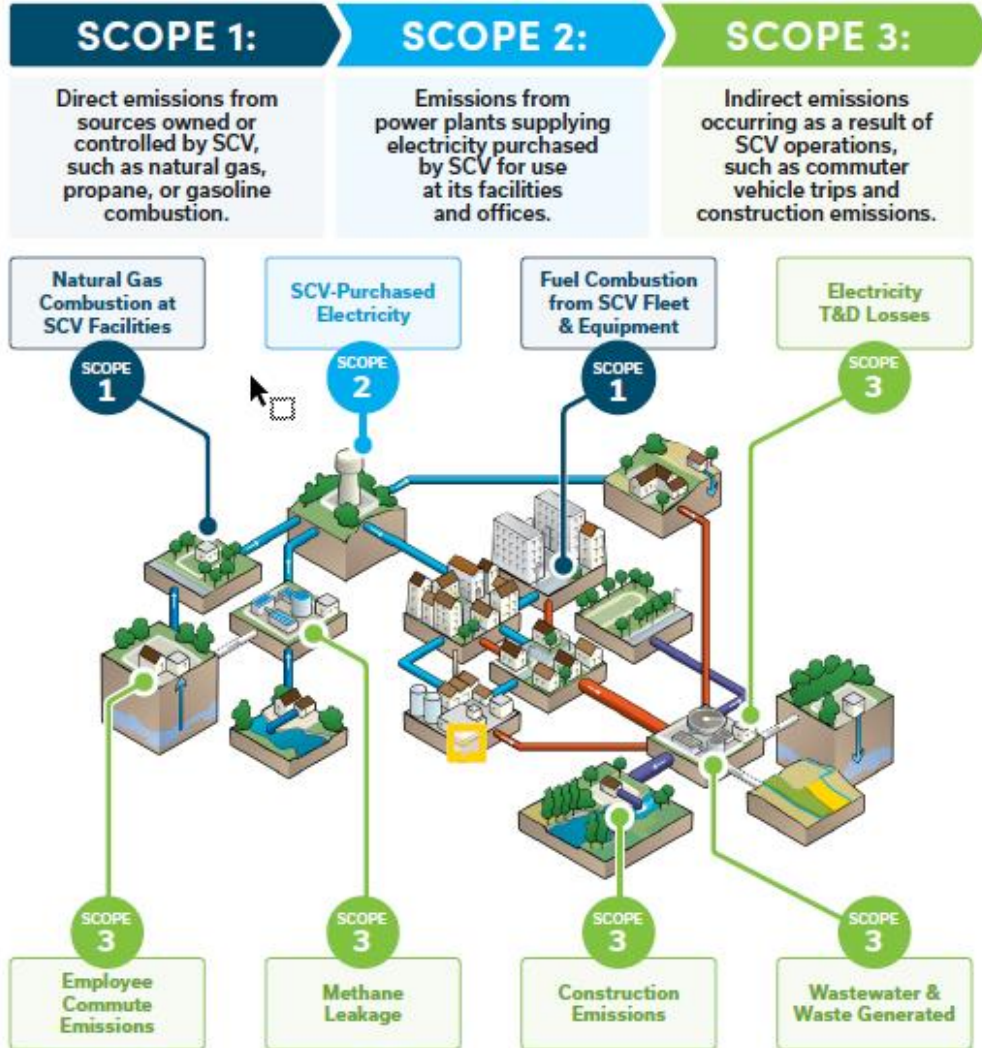 SCOPE 1:
SCOPE 2:
SCOPE 3:
Direct emissions from
sources owned or
controlled by SCV,
such as natural gas,
propane, or gasoline
combustion.
Emissions from
power plants supplying
electricity purchased
by SCV for use
at its facilities
and offices.
Indirect emissions
occurring as a result of
SCV operations,
such as commuter
vehicle trips and
construction emissions.
Natural Gas
Combustion at
SCV Facilities
SCV-Purchased
Electricity
Fuel Combustion
from SCV Fleet
& Equipment
Electricity
T&D Losses
SCOPE
1
SCOPE
2
SCOPE
1
SCOPE
3
SCOPE
3
SCOPE
3
SCOPE
3
SCOPE
3
Employee
Commute
Emissions
Methane
Leakage
Construction
Emissions
Wastewater &
Waste Generated